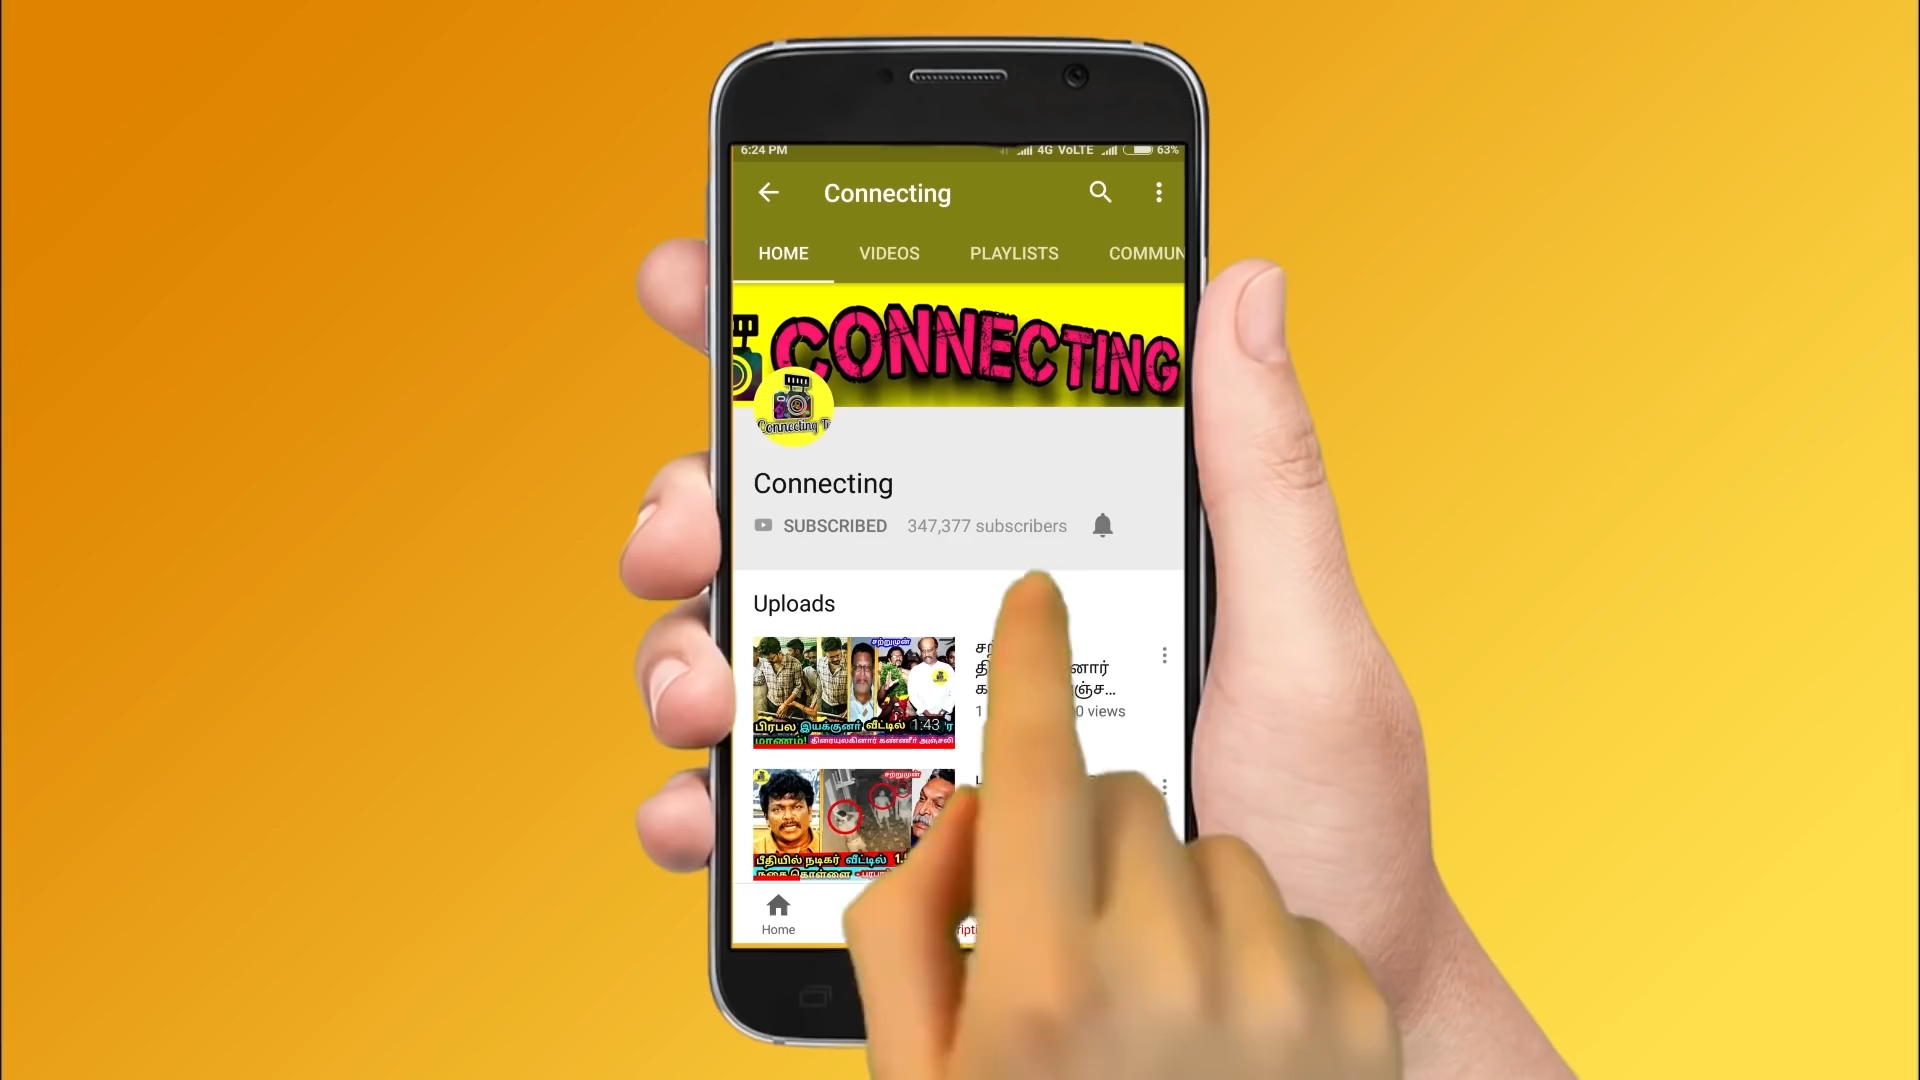 6:24 PM 4G VoLTE 63%
Connecting
HOME VIDEOS PLAYLISTS COMMUN
CONNECTING
Connecting
Connecting
SUBSCRIBED 347,377 subscribers
Uploads
சற்றுமுன்
பிரபல இயக்குனர் வீட்டில் 1:43
மரணம்! திரையுலகினர் கண்ணீர் அஞ்சலி
views
சற்றுமுன்
பீதியில் நடிகர் வீட்டில்
நகை கொள்ளை
Home